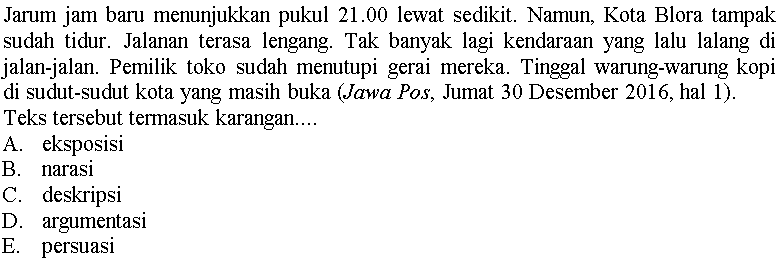 Jarum jam baru menunjukkan pukul 21.00 lewat sedikit. Namun, Kota Blora tampak
sudah tidur. Jalanan terasa lengang. Tak banyak lagi kendaraan yang lalu lalang di
jalan-jalan. Pemilik toko sudah menutupi gerai mereka. Tinggal warung-warung kopi
di sudut-sudut kota yang masih buka (Jawa Pos, Jumat 30 Desember 2016, hal 1).
Teks tersebut termasuk karangan....
A. eksposisi
B. narasi
C. deskripsi
D. argumentasi
E. persuasi